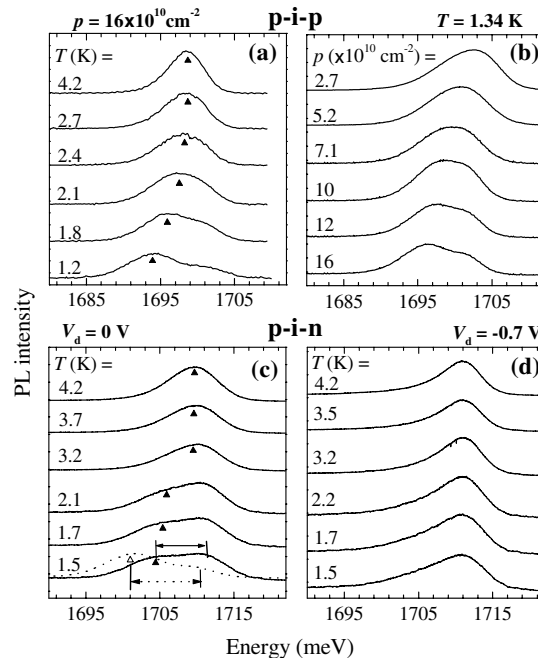 p = 16x10^10cm^-2 p-i-p T = 1.34 K
(a)
T (K) =
4.2
2.7
2.4
2.1
1.8
1.2
1685 1695 1705
(b)
p (x10^10 cm^-2) =
2.7
5.2
7.1
10
12
16
1685 1695 1705
PL intensity
V_d = 0 V p-i-n V_d = -0.7 V
(c)
T (K) =
4.2
3.7
3.2
2.1
1.7
1.5
1695 1705 1715
(d)
T (K) =
4.2
3.5
3.2
2.2
1.7
1.5
1695 1705 1715
Energy (meV)